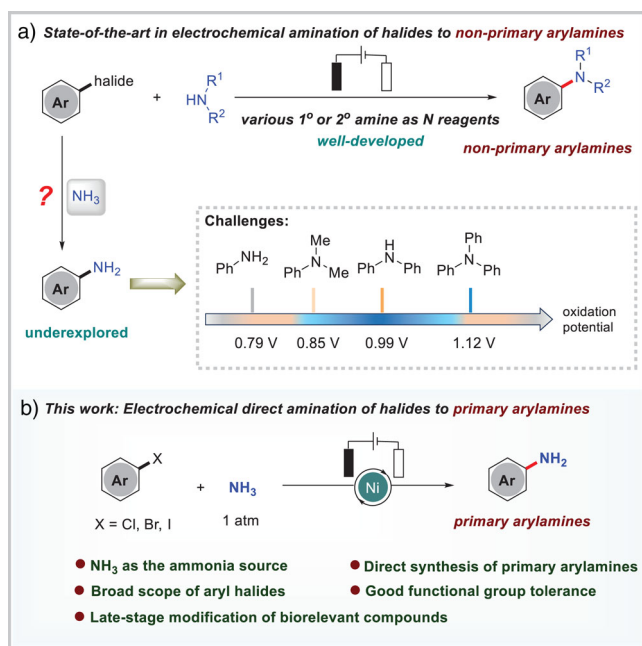 a) State-of-the-art in electrochemical amination of halides to non-primary arylamines
halide
Ar
+
HN
R¹
R²
various 1º or 2º amine as N reagents
well-developed
Ar
N
R¹
R²
non-primary arylamines
?
NH₃
Ar
NH₂
underexplored
Challenges:
Ph NH₂
Ph N Me Me
Ph H N Ph
Ph N Ph Ph
oxidation potential
0.79 V 0.85 V 0.99 V 1.12 V
b) This work: Electrochemical direct amination of halides to primary arylamines
Ar
X
+
NH₃
Ni
Ar
NH₂
X = Cl, Br, I
1 atm
primary arylamines
NH₃ as the ammonia source
Direct synthesis of primary arylamines
Broad scope of aryl halides
Good functional group tolerance
Late-stage modification of biorelevant compounds